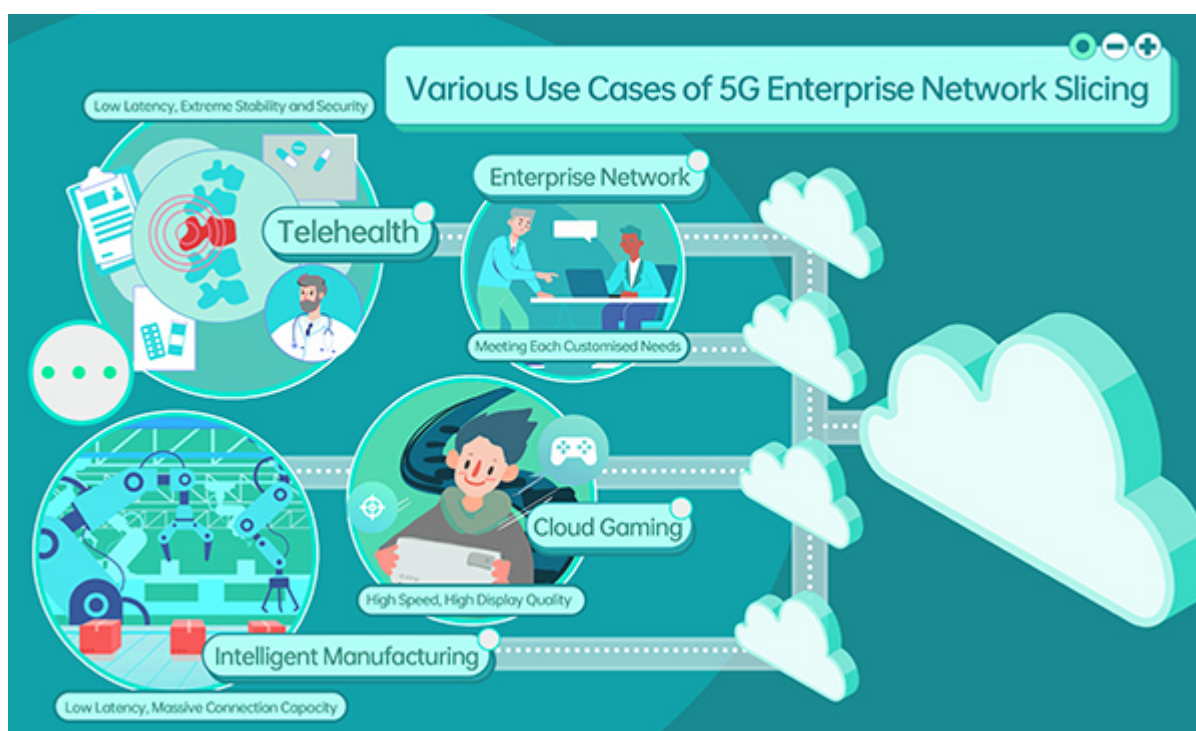 Various Use Cases of 5G Enterprise Network Slicing
Low Latency, Extreme Stability and Security
Telehealth
Enterprise Network
Meeting Each Customised Needs
Cloud Gaming
High Speed, High Display Quality
Intelligent Manufacturing
Low Latency, Massive Connection Capacity